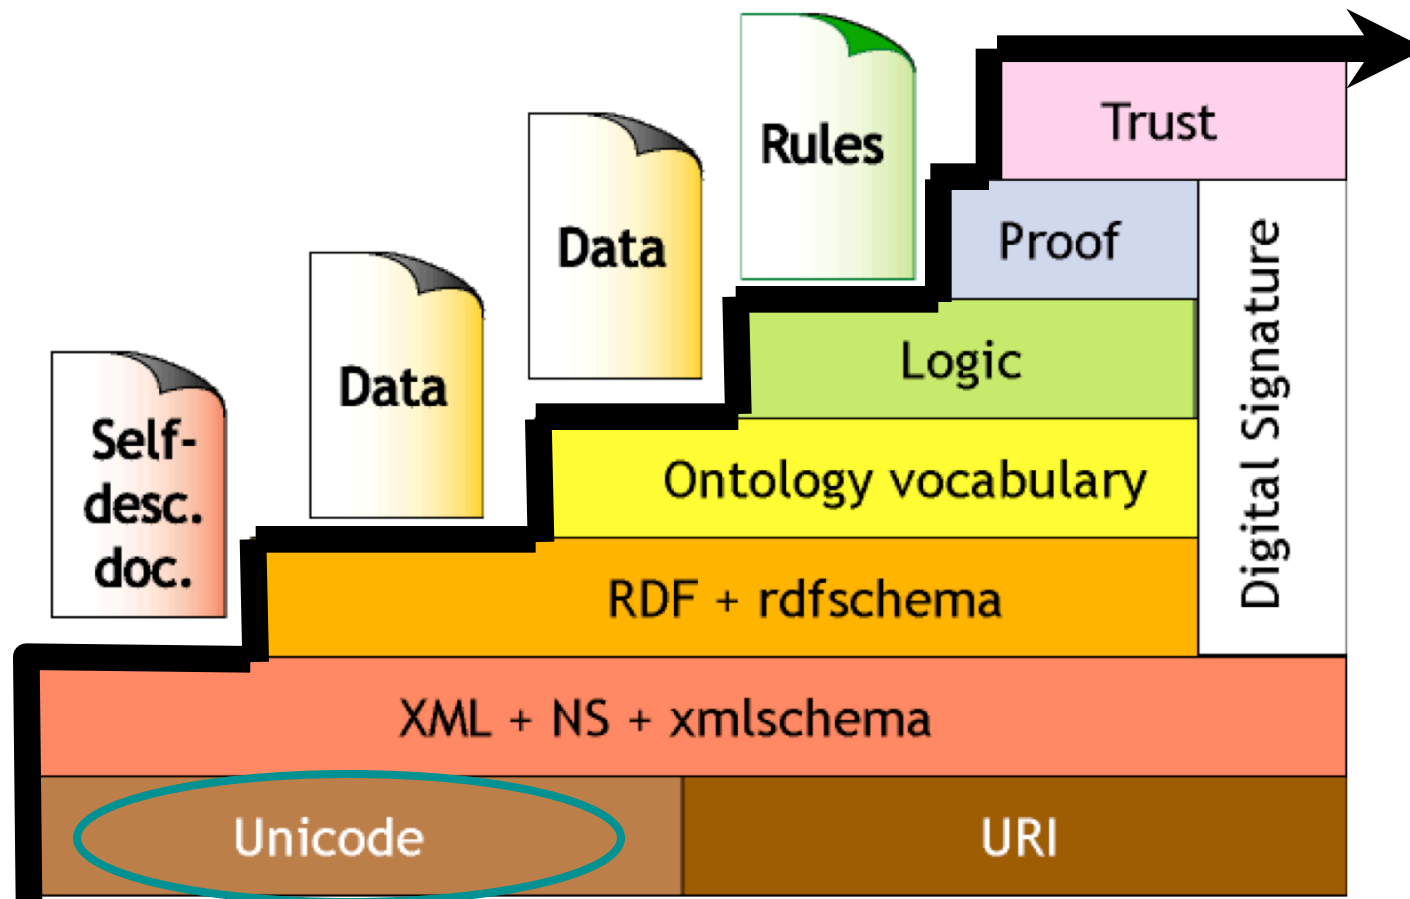 Rules
Trust
Data
Proof
Data
Logic
Digital Signature
Self-
desc.
doc.
Ontology vocabulary
RDF + rdfschema
XML + NS + xmlschema
Unicode
URI